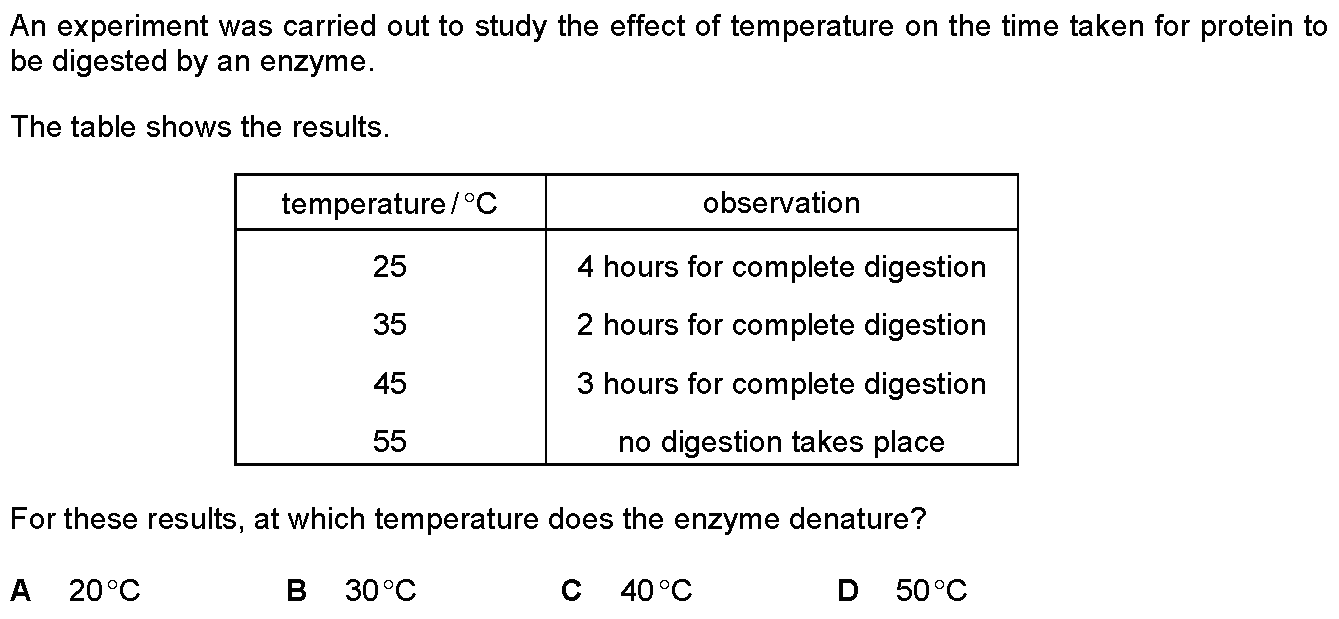 An experiment was carried out to study the effect of temperature on the time taken for protein to
be digested by an enzyme.
The table shows the results.
temperature / °C observation
25 4 hours for complete digestion
35 2 hours for complete digestion
45 3 hours for complete digestion
55 no digestion takes place
For these results, at which temperature does the enzyme denature?
A 20 °C B 30 °C C 40 °C D 50 °C